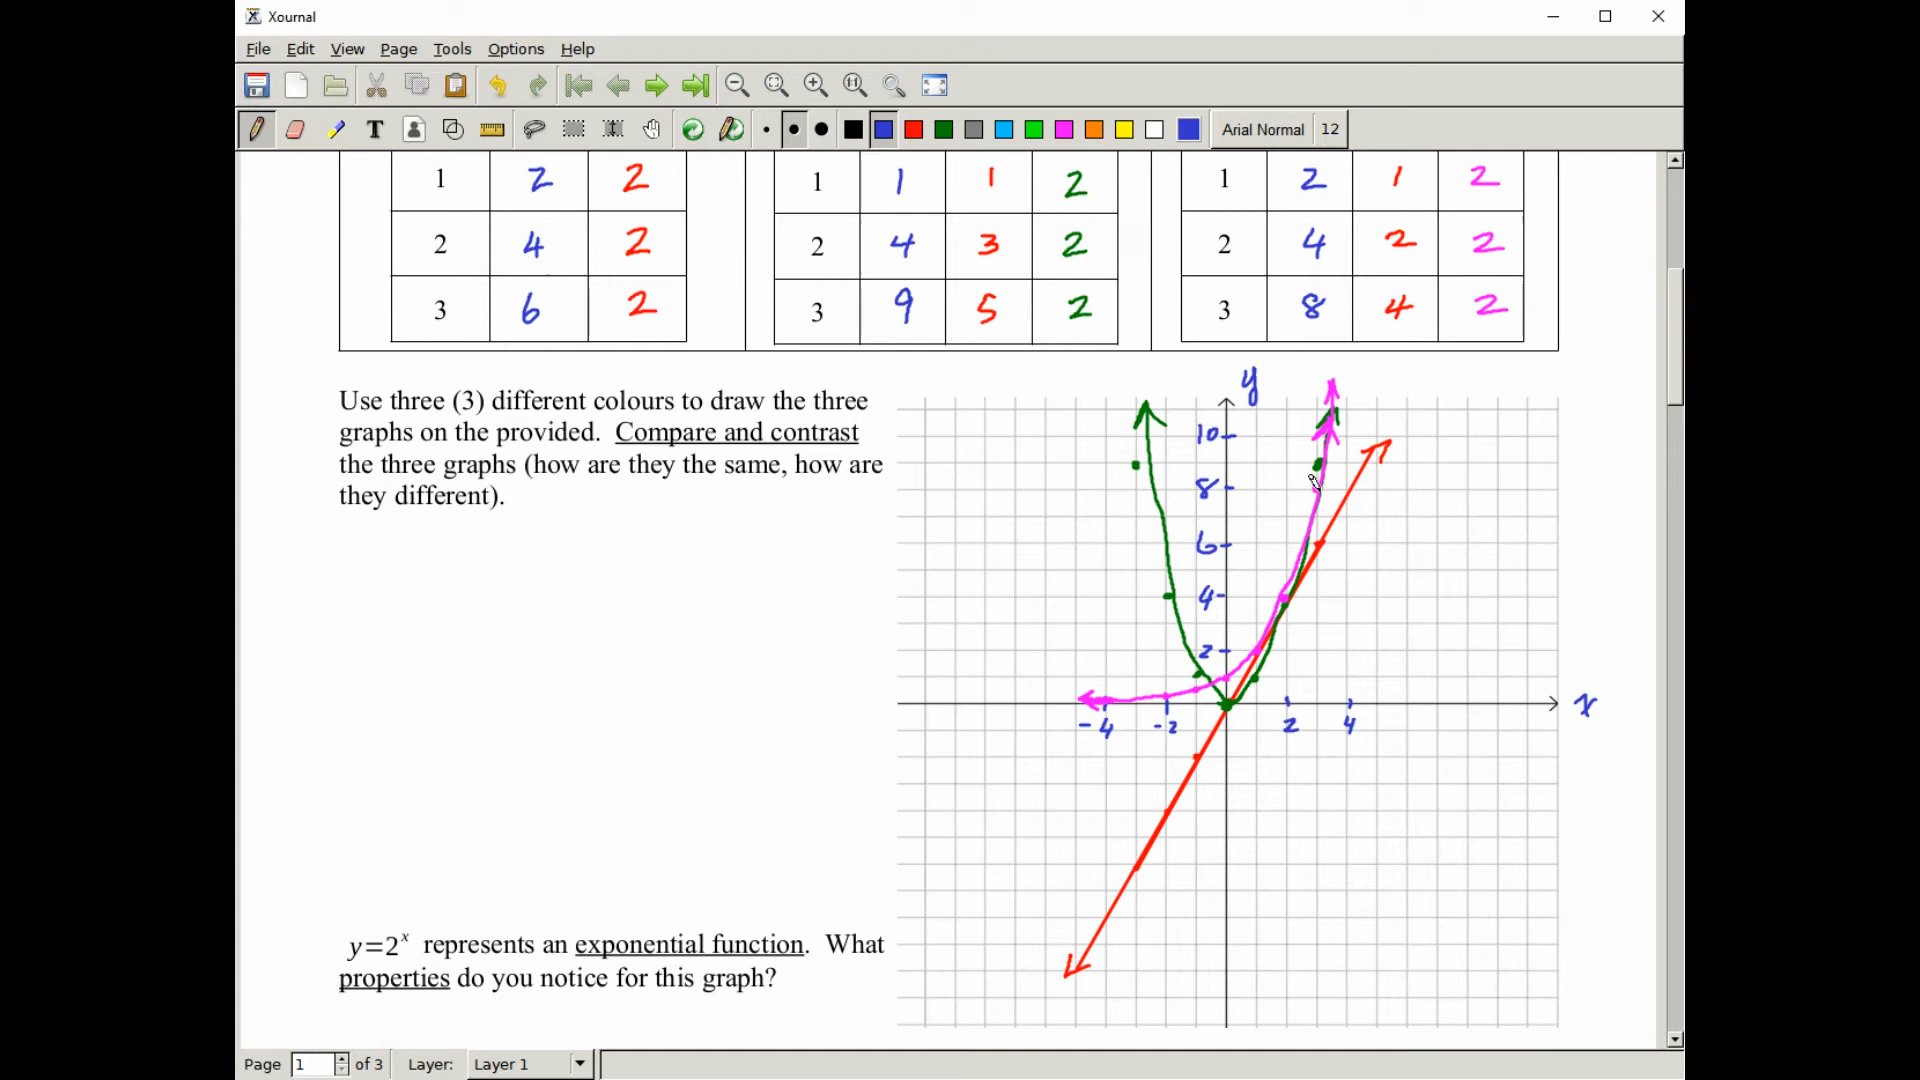 Xournal
File Edit View Page Tools Options Help
T Arial Normal 12
1 2 2 1 1 1 2 1 2 1 2
2 4 2 2 4 3 2 2 4 2 2
3 6 2 3 9 5 2 3 8 4 2
Use three (3) different colours to draw the three
graphs on the provided. Compare and contrast
the three graphs (how are they the same, how are
they different).
y
10
8
6
4
2
x
-4 -2 2 4
y=2ˣ represents an exponential function. What
properties do you notice for this graph?
Page 1 of 3 Layer: Layer 1